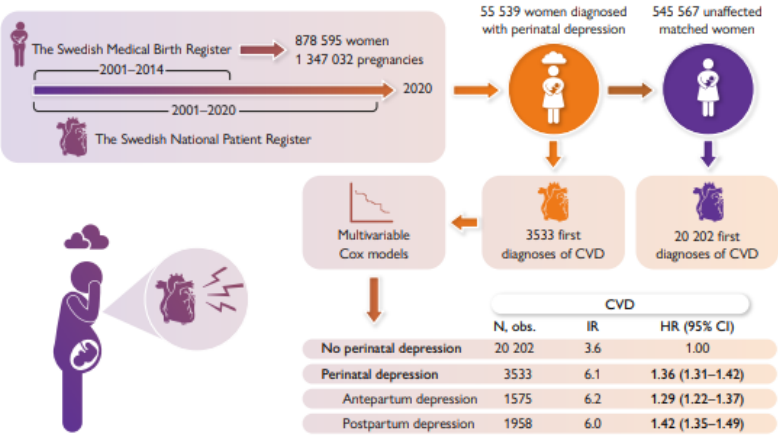 The Swedish Medical Birth Register
878 595 women
1 347 032 pregnancies
2001–2014
2020
2001–2020
The Swedish National Patient Register
55 539 women diagnosed
with perinatal depression
545 567 unaffected
matched women
Multivariable
Cox models
3533 first
diagnoses of CVD
20 202 first
diagnoses of CVD
CVD
N, obs. IR HR (95% CI)
No perinatal depression 20 202 3.6 1.00
Perinatal depression 3533 6.1 1.36 (1.31–1.42)
Antepartum depression 1575 6.2 1.29 (1.22–1.37)
Postpartum depression 1958 6.0 1.42 (1.35–1.49)